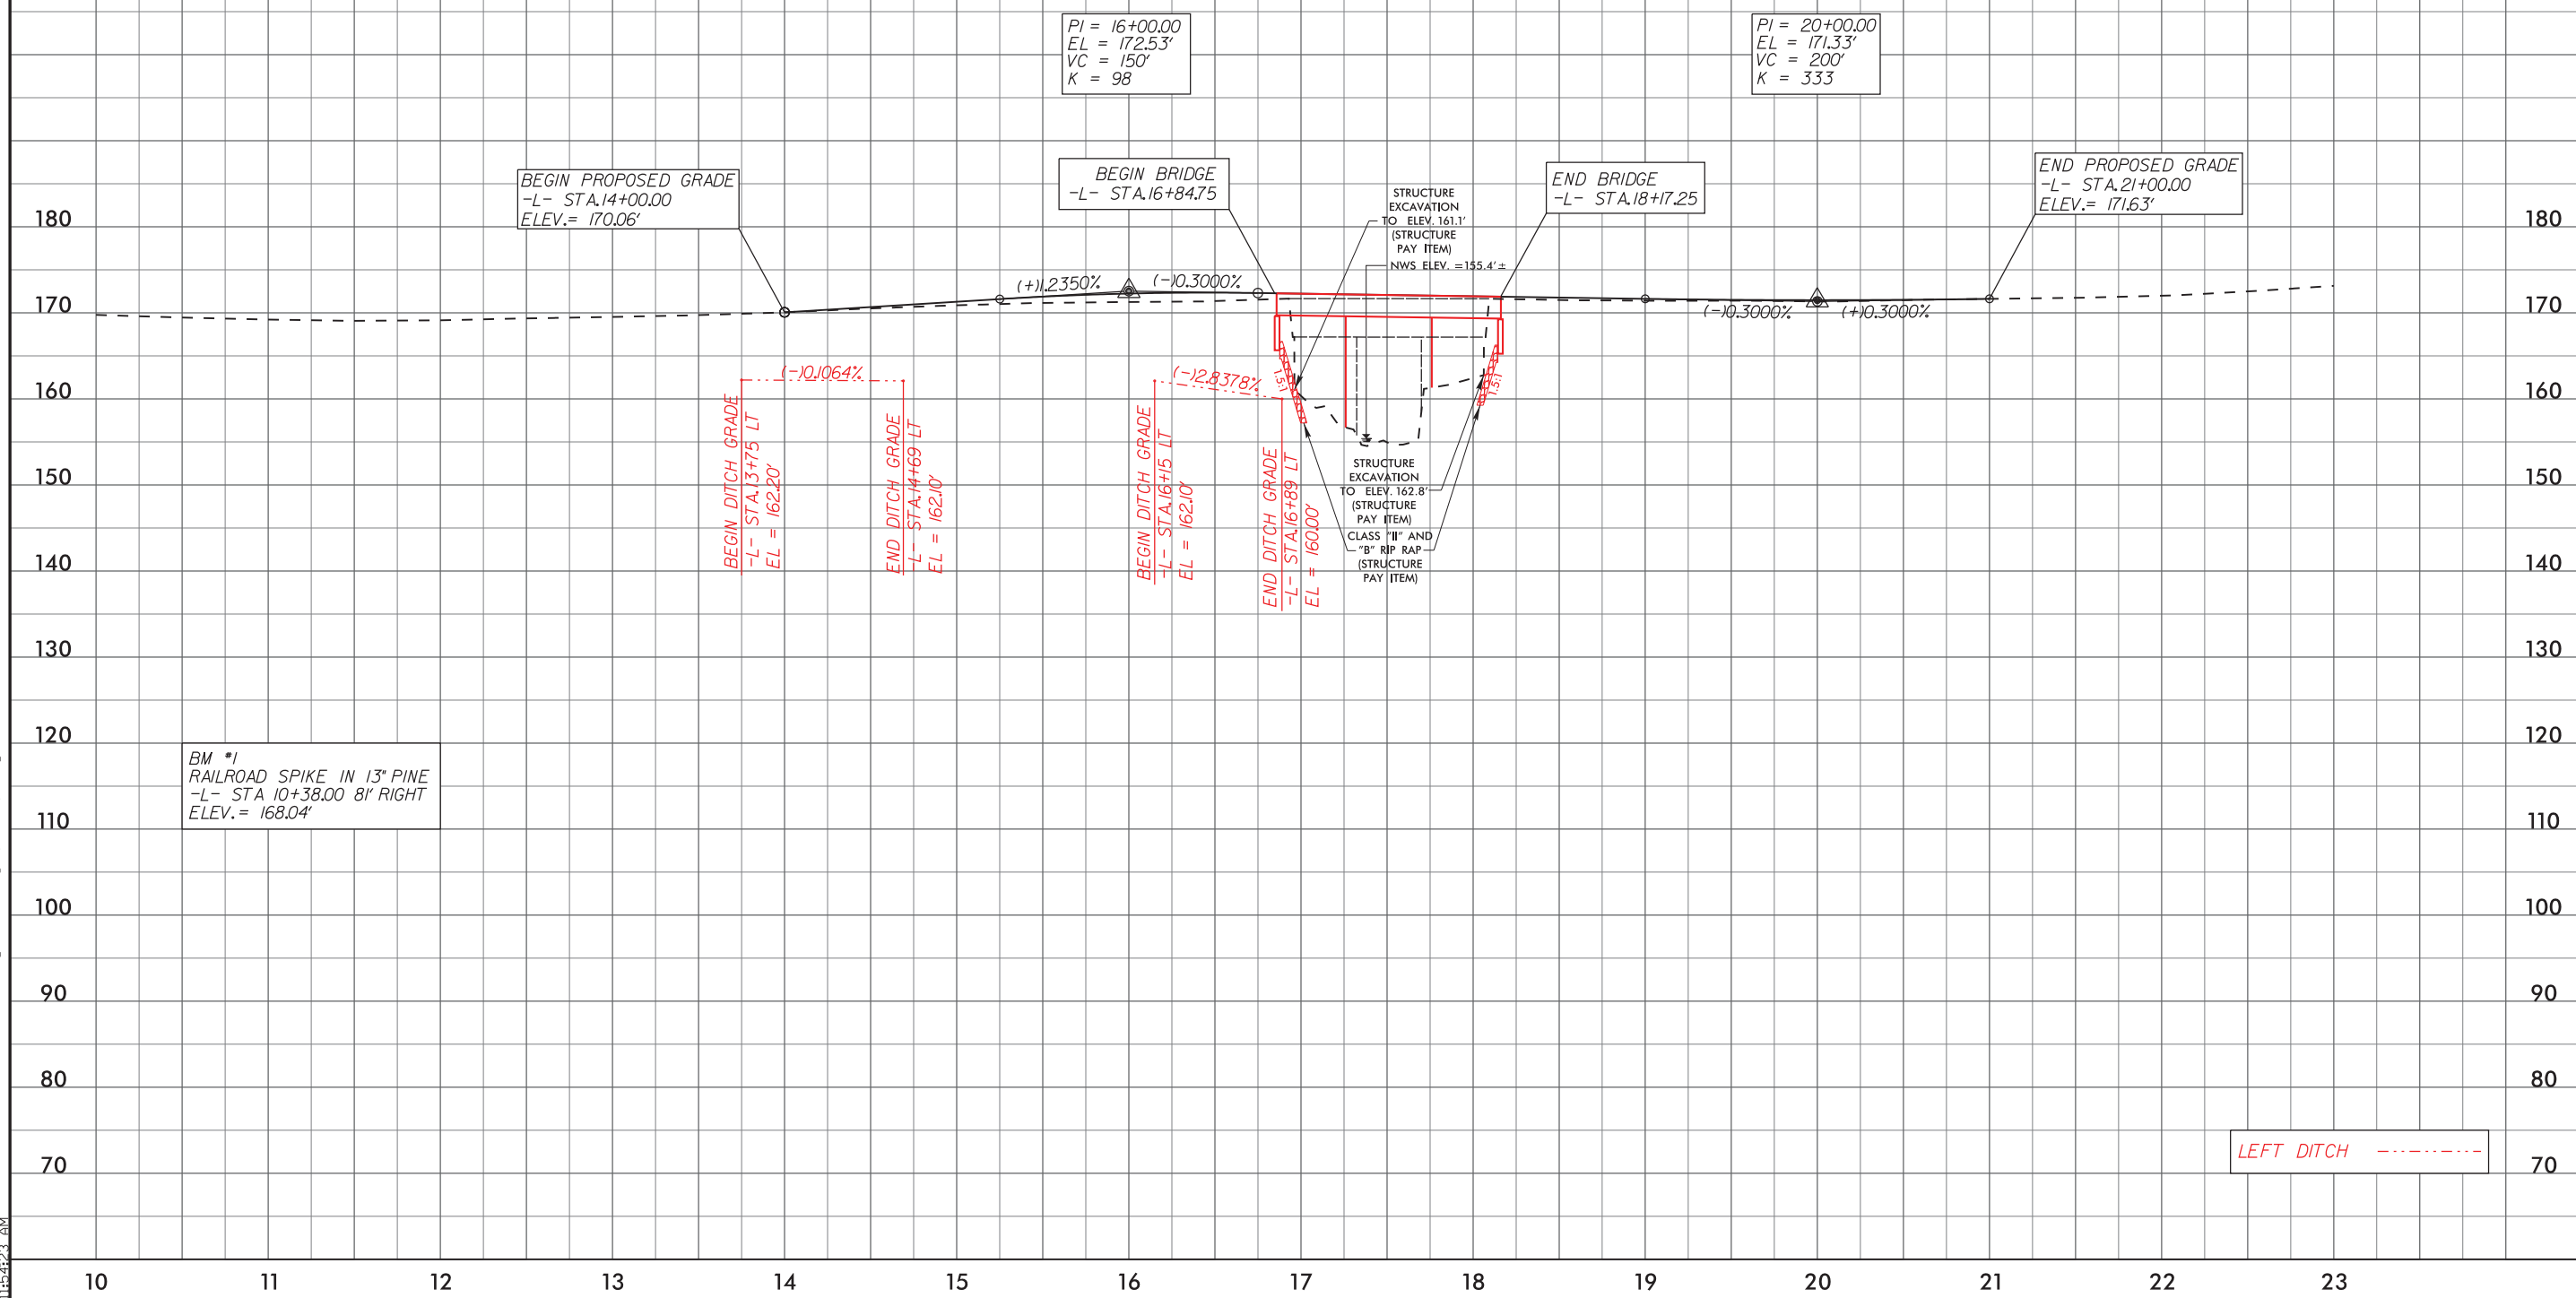 PI = 16+00.00
EL = 172.53'
VC = 150'
K = 98
PI = 20+00.00
EL = 171.33'
VC = 200'
K = 333
BEGIN PROPOSED GRADE
-L- STA.14+00.00
ELEV.= 170.06'
BEGIN BRIDGE
-L- STA.16+84.75
STRUCTURE
EXCAVATION
TO ELEV. 161.1'
(STRUCTURE
PAY ITEM)
NWS ELEV. =155.4'±
END BRIDGE
-L- STA.18+17.25
END PROPOSED GRADE
-L- STA.21+00.00
ELEV.= 171.63'
(+)1.2350%
(-)0.3000%
(-)0.3000%
(+)0.3000%
(-)0.1064%
(-)2.8378%
1.5:1
1.5:1
BEGIN DITCH GRADE
-L- STA.13+75 LT
EL = 162.20'
END DITCH GRADE
-L- STA.14+69 LT
EL = 162.10'
BEGIN DITCH GRADE
-L- STA.16+15 LT
EL = 162.10'
END DITCH GRADE
-L- STA.16+89 LT
EL = 160.00'
STRUCTURE
EXCAVATION
TO ELEV. 162.8'
(STRUCTURE
PAY ITEM)
CLASS "II" AND
"B" RIP RAP
(STRUCTURE
PAY ITEM)
BM #1
RAILROAD SPIKE IN 13" PINE
-L- STA 10+38.00 81' RIGHT
ELEV.= 168.04'
LEFT DITCH
180 180
170 170
160 160
150 150
140 140
130 130
120 120
110 110
100 100
90 90
80 80
70 70
10 11 12 13 14 15 16 17 18 19 20 21 22 23
11:54:23 AM